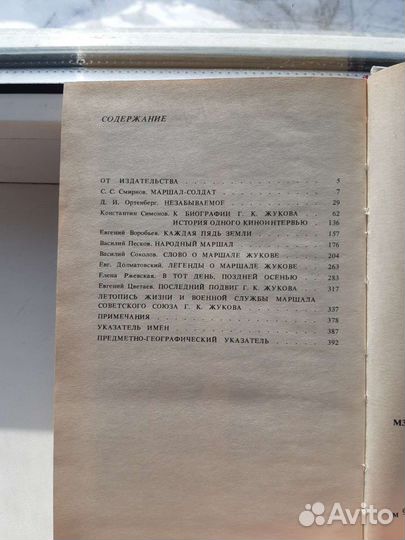 СОДЕРЖАНИЕ
ОТ ИЗДАТЕЛЬСТВА . . . . . . . . . . 5
С. С. Смирнов. МАРШАЛ-СОЛДАТ . . . . . . . . . . 7
Д. И. Ортенберг. НЕЗАБЫВАЕМОЕ . . . . . . . . . . 29
Константин Симонов. К БИОГРАФИИ Г. К. ЖУКОВА . . . . 62
ИСТОРИЯ ОДНОГО КИНОИНТЕРВЬЮ . 136
Евгений Воробьев. КАЖДАЯ ПЯДЬ ЗЕМЛИ . . . . . . . 157
Василий Песков. НАРОДНЫЙ МАРШАЛ . . . . . . . . 176
Василий Соколов. СЛОВО О МАРШАЛЕ ЖУКОВЕ . . . . . 204
Евг. Долматовский. ЛЕГЕНДЫ О МАРШАЛЕ ЖУКОВЕ . . . 263
Елена Ржевская. В ТОТ ДЕНЬ, ПОЗДНЕЙ ОСЕНЬЮ . . . . 283
Евгений Цветаев. ПОСЛЕДНИЙ ПОДВИГ Г. К. ЖУКОВА . . . 317
ЛЕТОПИСЬ ЖИЗНИ И ВОЕННОЙ СЛУЖБЫ МАРШАЛА
СОВЕТСКОГО СОЮЗА Г. К. ЖУКОВА . . . . . . . . . 337
ПРИМЕЧАНИЯ . . . . . . . . . . 378
УКАЗАТЕЛЬ ИМЕН . . . . . . . . . . 387
ПРЕДМЕТНО-ГЕОГРАФИЧЕСКИЙ УКАЗАТЕЛЬ . . . . . . . 392
Avito